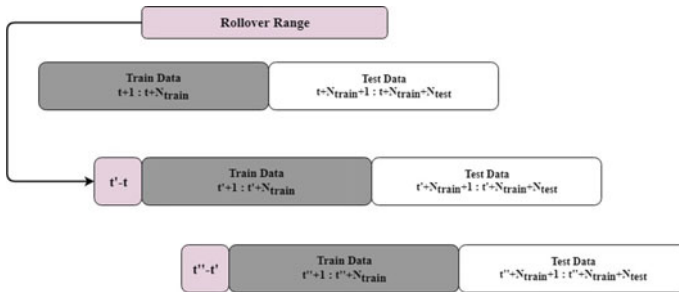 Rollover Range
Train Data
t+1 : t+Ntrain
Test Data
t+Ntrain+1 : t+Ntrain+Ntest
t'-t
Train Data
t'+1 : t'+Ntrain
Test Data
t'+Ntrain+1 : t'+Ntrain+Ntest
t''-t'
Train Data
t''+1 : t''+Ntrain
Test Data
t''+Ntrain+1 : t''+Ntrain+Ntest